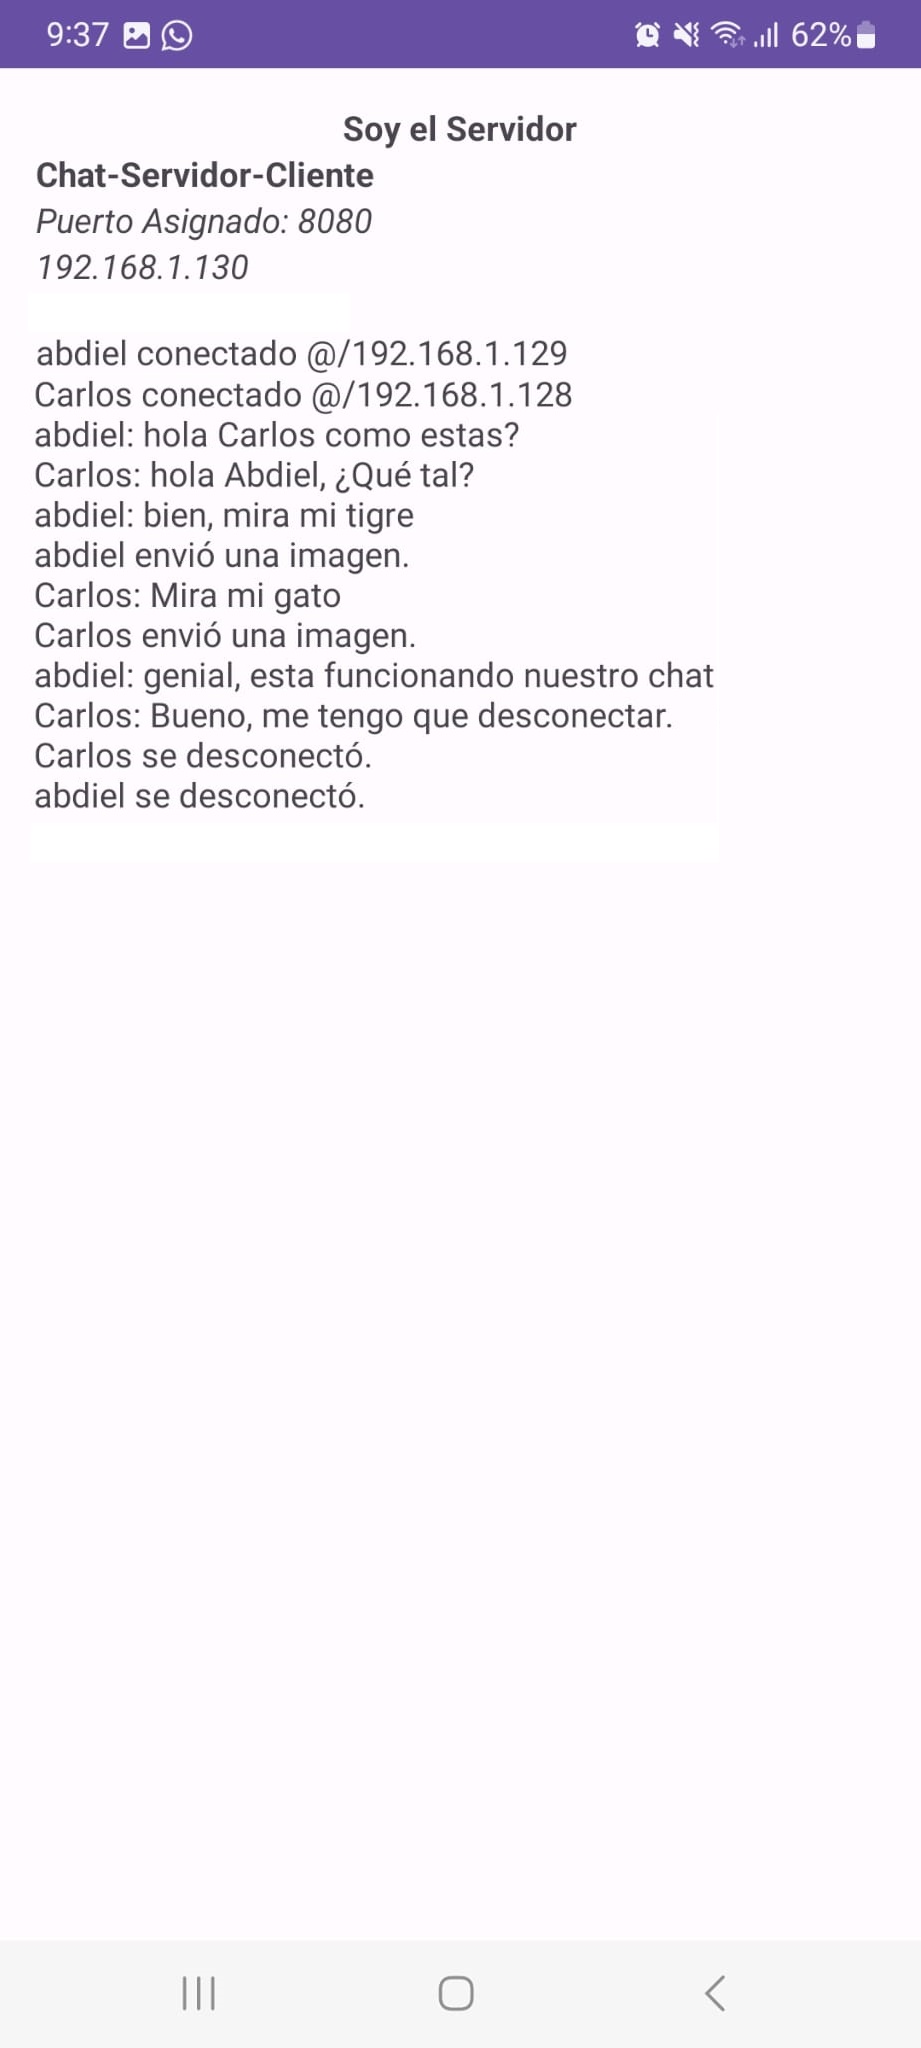 9:37 62%
Soy el Servidor
Chat-Servidor-Cliente
Puerto Asignado: 8080
192.168.1.130
abdiel conectado @/192.168.1.129
Carlos conectado @/192.168.1.128
abdiel: hola Carlos como estas?
Carlos: hola Abdiel, ¿Qué tal?
abdiel: bien, mira mi tigre
abdiel envió una imagen.
Carlos: Mira mi gato
Carlos envió una imagen.
abdiel: genial, esta funcionando nuestro chat
Carlos: Bueno, me tengo que desconectar.
Carlos se desconectó.
abdiel se desconectó.